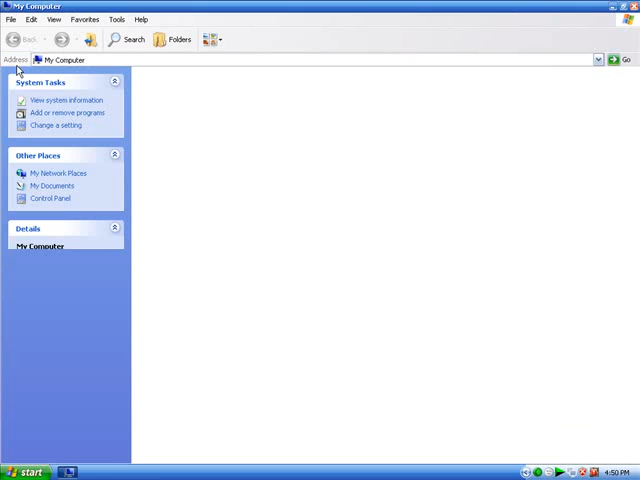 My Computer
File Edit View Favorites Tools Help
Back Search Folders
Address My Computer Go
System Tasks
View system information
Add or remove programs
Change a setting
Other Places
My Network Places
My Documents
Control Panel
Details
My Computer
start 4:50 PM